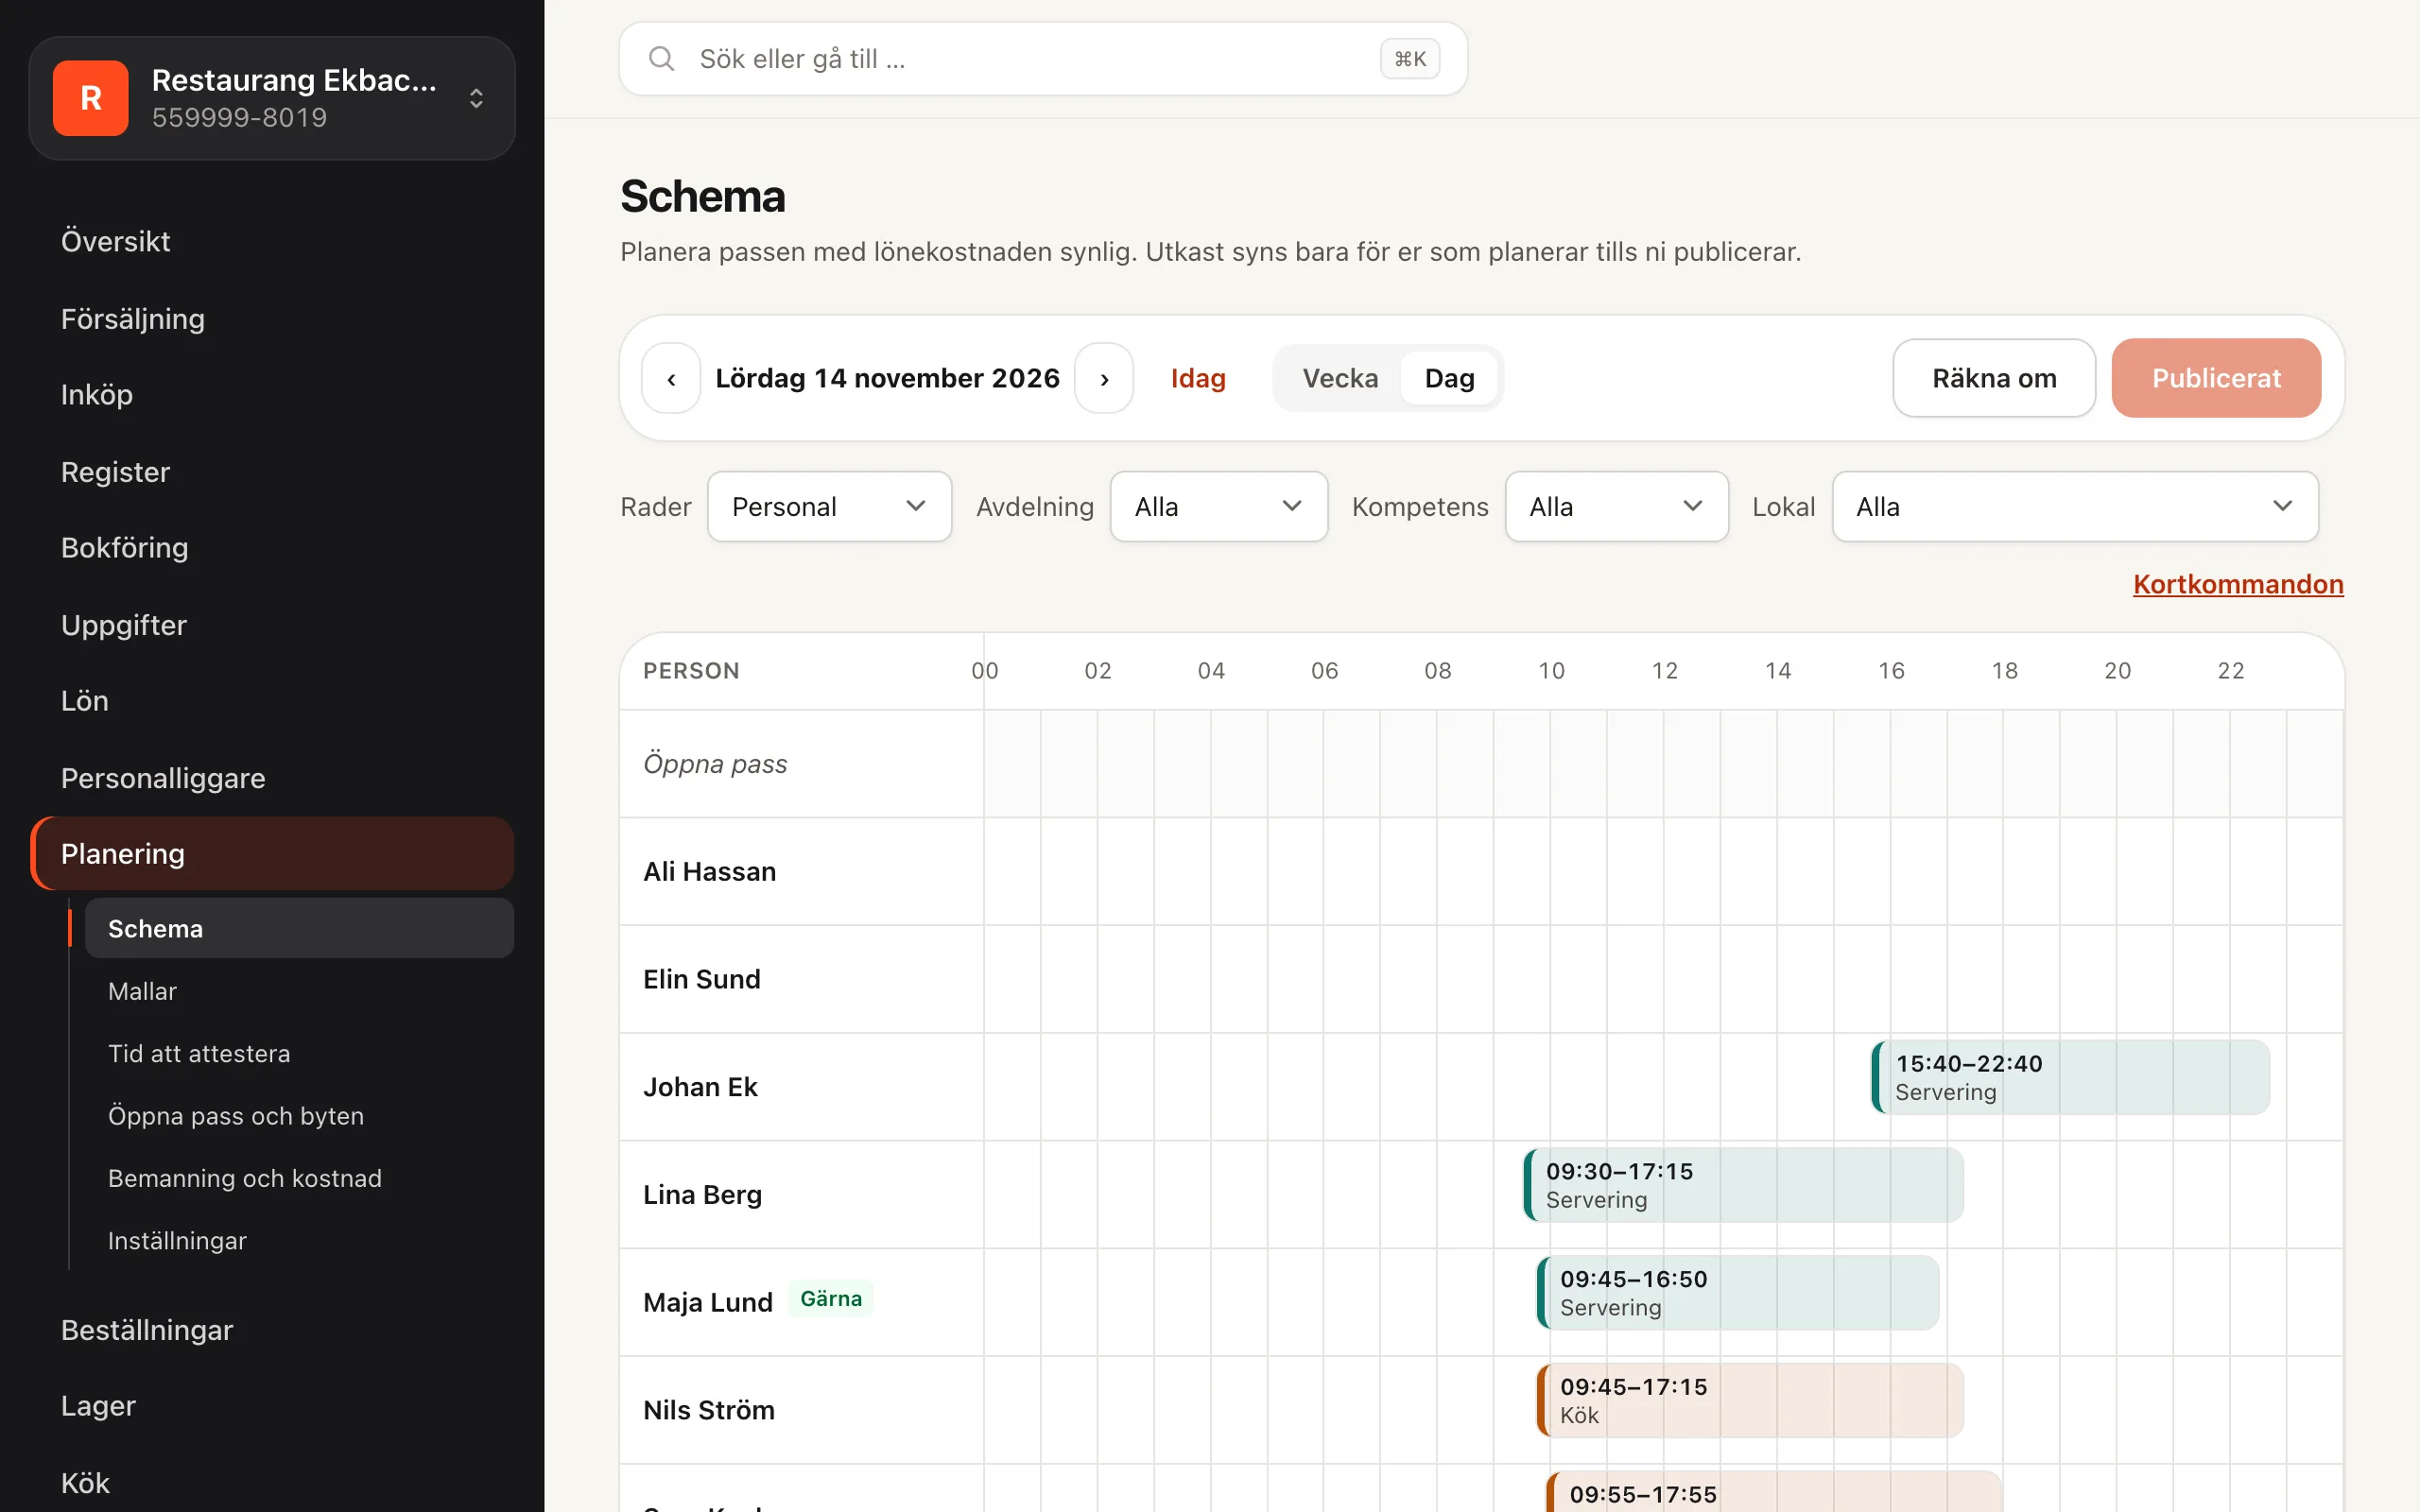 R
Restaurang Ekbac...
559999-8019
Översikt
Försäljning
Inköp
Register
Bokföring
Uppgifter
Lön
Personalliggare
Planering
Schema
Mallar
Tid att attestera
Öppna pass och byten
Bemanning och kostnad
Inställningar
Beställningar
Lager
Kök
Sök eller gå till ...
⌘K
Schema
Planera passen med lönekostnaden synlig. Utkast syns bara för er som planerar tills ni publicerar.
‹ Lördag 14 november 2026 › Idag Vecka Dag Räkna om Publicerat
Rader Personal Avdelning Alla Kompetens Alla Lokal Alla
Kortkommandon
PERSON 00 02 04 06 08 10 12 14 16 18 20 22
Öppna pass
Ali Hassan
Elin Sund
Johan Ek
15:40–22:40
Servering
Lina Berg
09:30–17:15
Servering
Maja Lund Gärna
09:45–16:50
Servering
Nils Ström
09:45–17:15
Kök
09:55–17:55